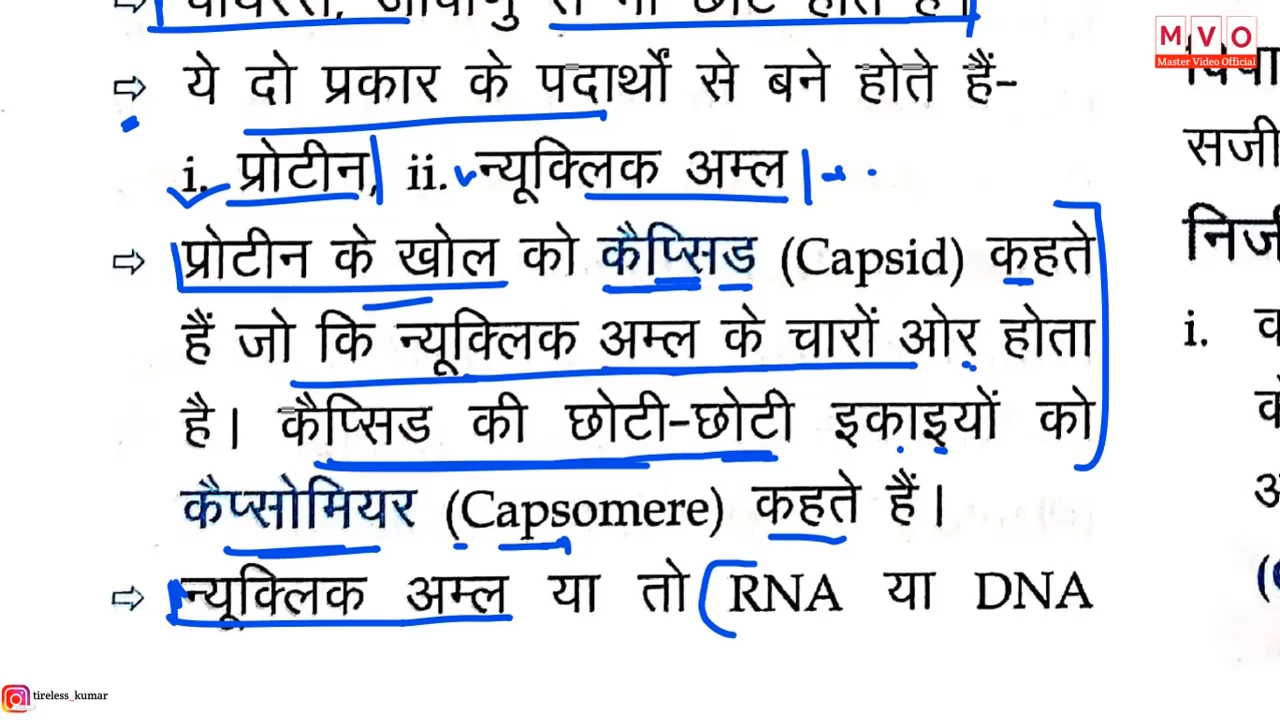 वायरस, जीवाणु से भी छोटे होते हैं।
⇨ ये दो प्रकार के पदार्थों से बने होते हैं-
i. प्रोटीन, ii. न्यूक्लिक अम्ल
⇨ प्रोटीन के खोल को कैप्सिड (Capsid) कहते
हैं जो कि न्यूक्लिक अम्ल के चारों ओर होता
है। कैप्सिड की छोटी-छोटी इकाइयों को
कैप्सोमियर (Capsomere) कहते हैं।
⇨ न्यूक्लिक अम्ल या तो RNA या DNA
MVO
Master Video Official
i.
tireless_kumar